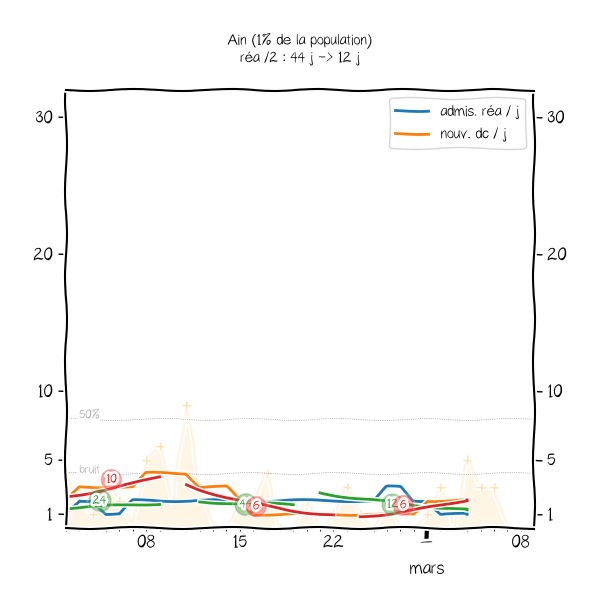 Ain (1% de la population)
réa /2 : 44 j -> 12 j
admis. réa / j
nouv. dc / j
30 30
20 20
10 10
50%
5 5
bruit
10
24 44 6 12 6
1 1
08 15 22 1 08
mars